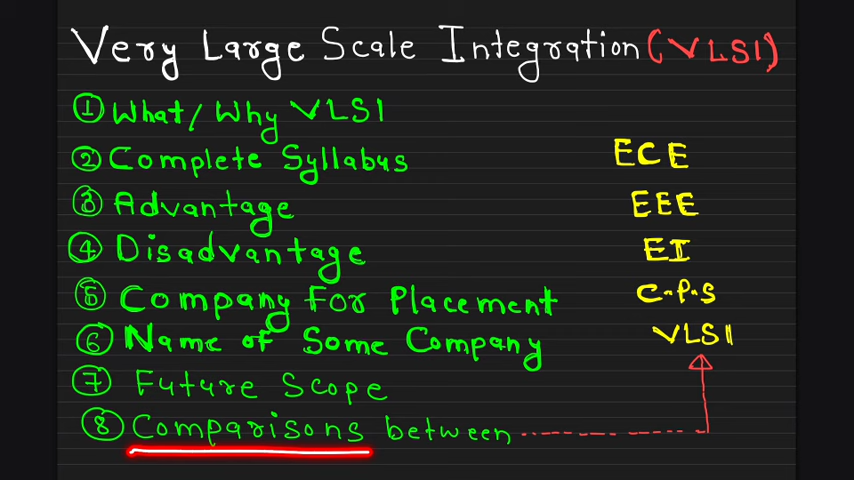 Very Large Scale Integration (VLSI)
① What/Why VLSI
② Complete Syllabus
③ Advantage
④ Disadvantage
⑤ Company For Placement
⑥ Name of Some Company
⑦ Future Scope
⑧ Comparisons between
ECE
EEE
EI
C.P.S
VLSI